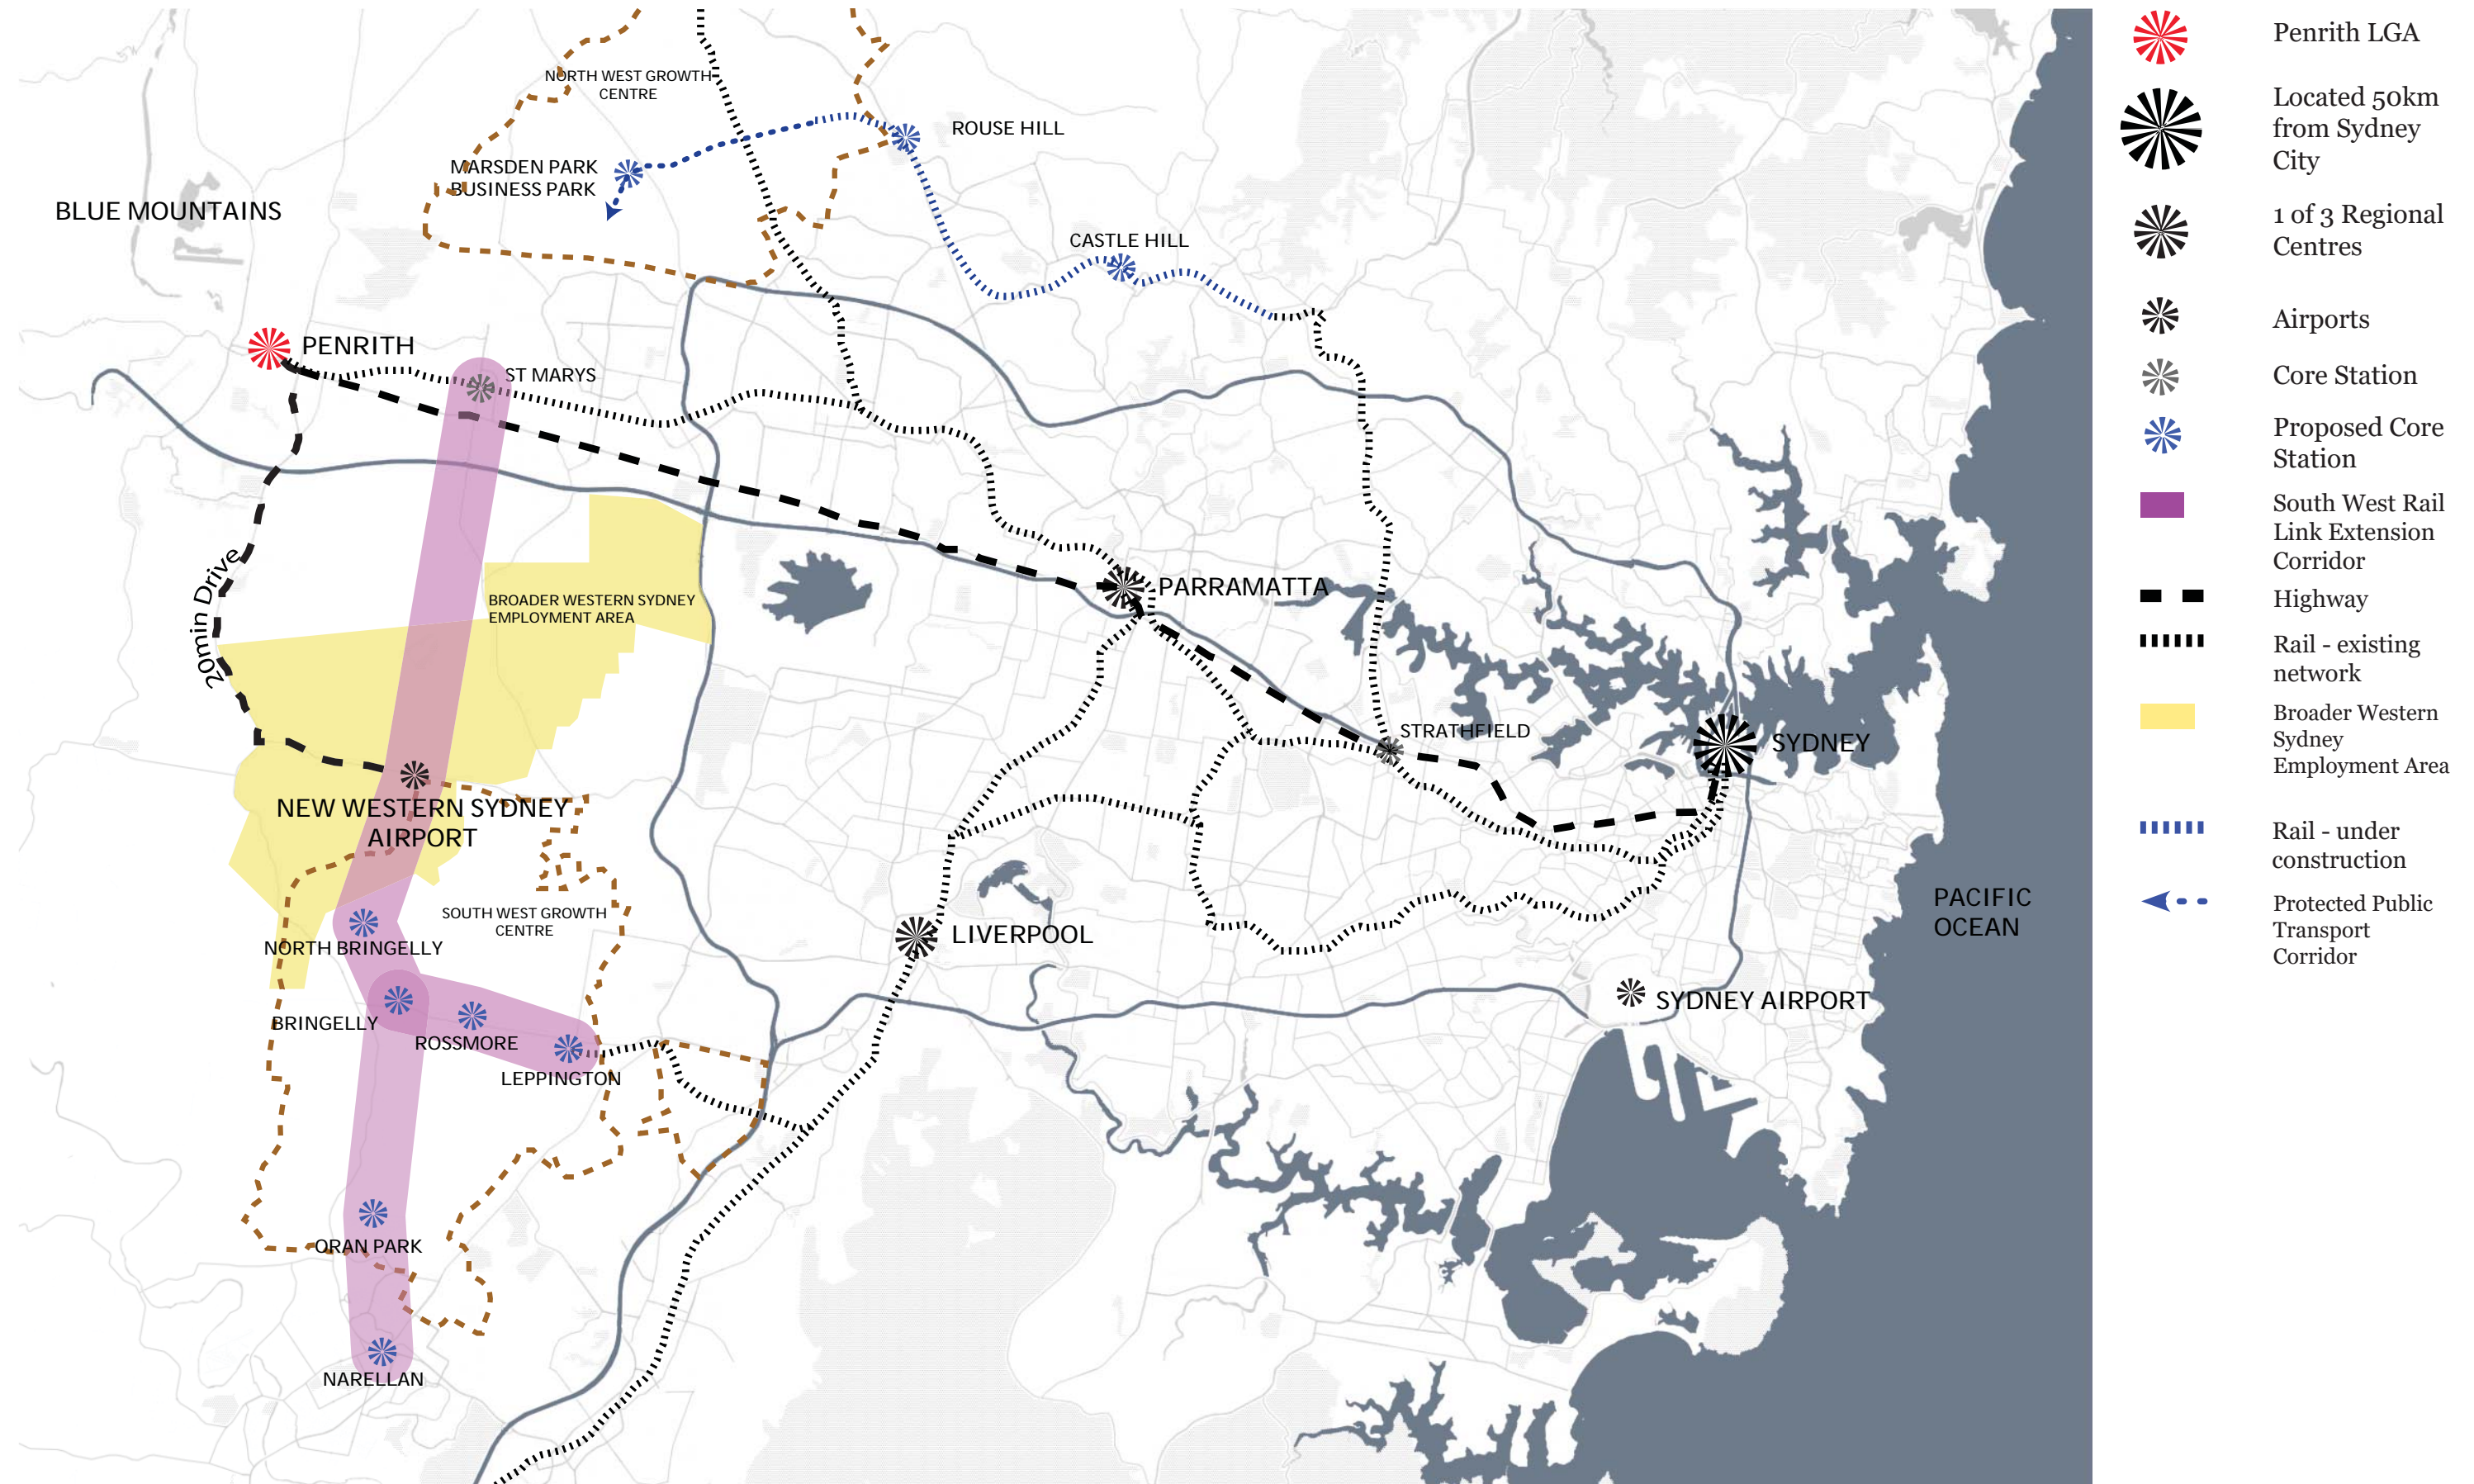 NORTH WEST GROWTH
CENTRE
ROUSE HILL
MARSDEN PARK
BUSINESS PARK
BLUE MOUNTAINS
CASTLE HILL
PENRITH
ST MARYS
20min Drive
BROADER WESTERN SYDNEY
EMPLOYMENT AREA
PARRAMATTA
STRATHFIELD
SYDNEY
NEW WESTERN SYDNEY
AIRPORT
SOUTH WEST GROWTH
CENTRE
NORTH BRINGELLY
LIVERPOOL
PACIFIC
OCEAN
SYDNEY AIRPORT
BRINGELLY
ROSSMORE
LEPPINGTON
ORAN PARK
NARELLAN
Penrith LGA
Located 50km
from Sydney
City
1 of 3 Regional
Centres
Airports
Core Station
Proposed Core
Station
South West Rail
Link Extension
Corridor
Highway
Rail - existing
network
Broader Western
Sydney
Employment Area
Rail - under
construction
Protected Public
Transport
Corridor